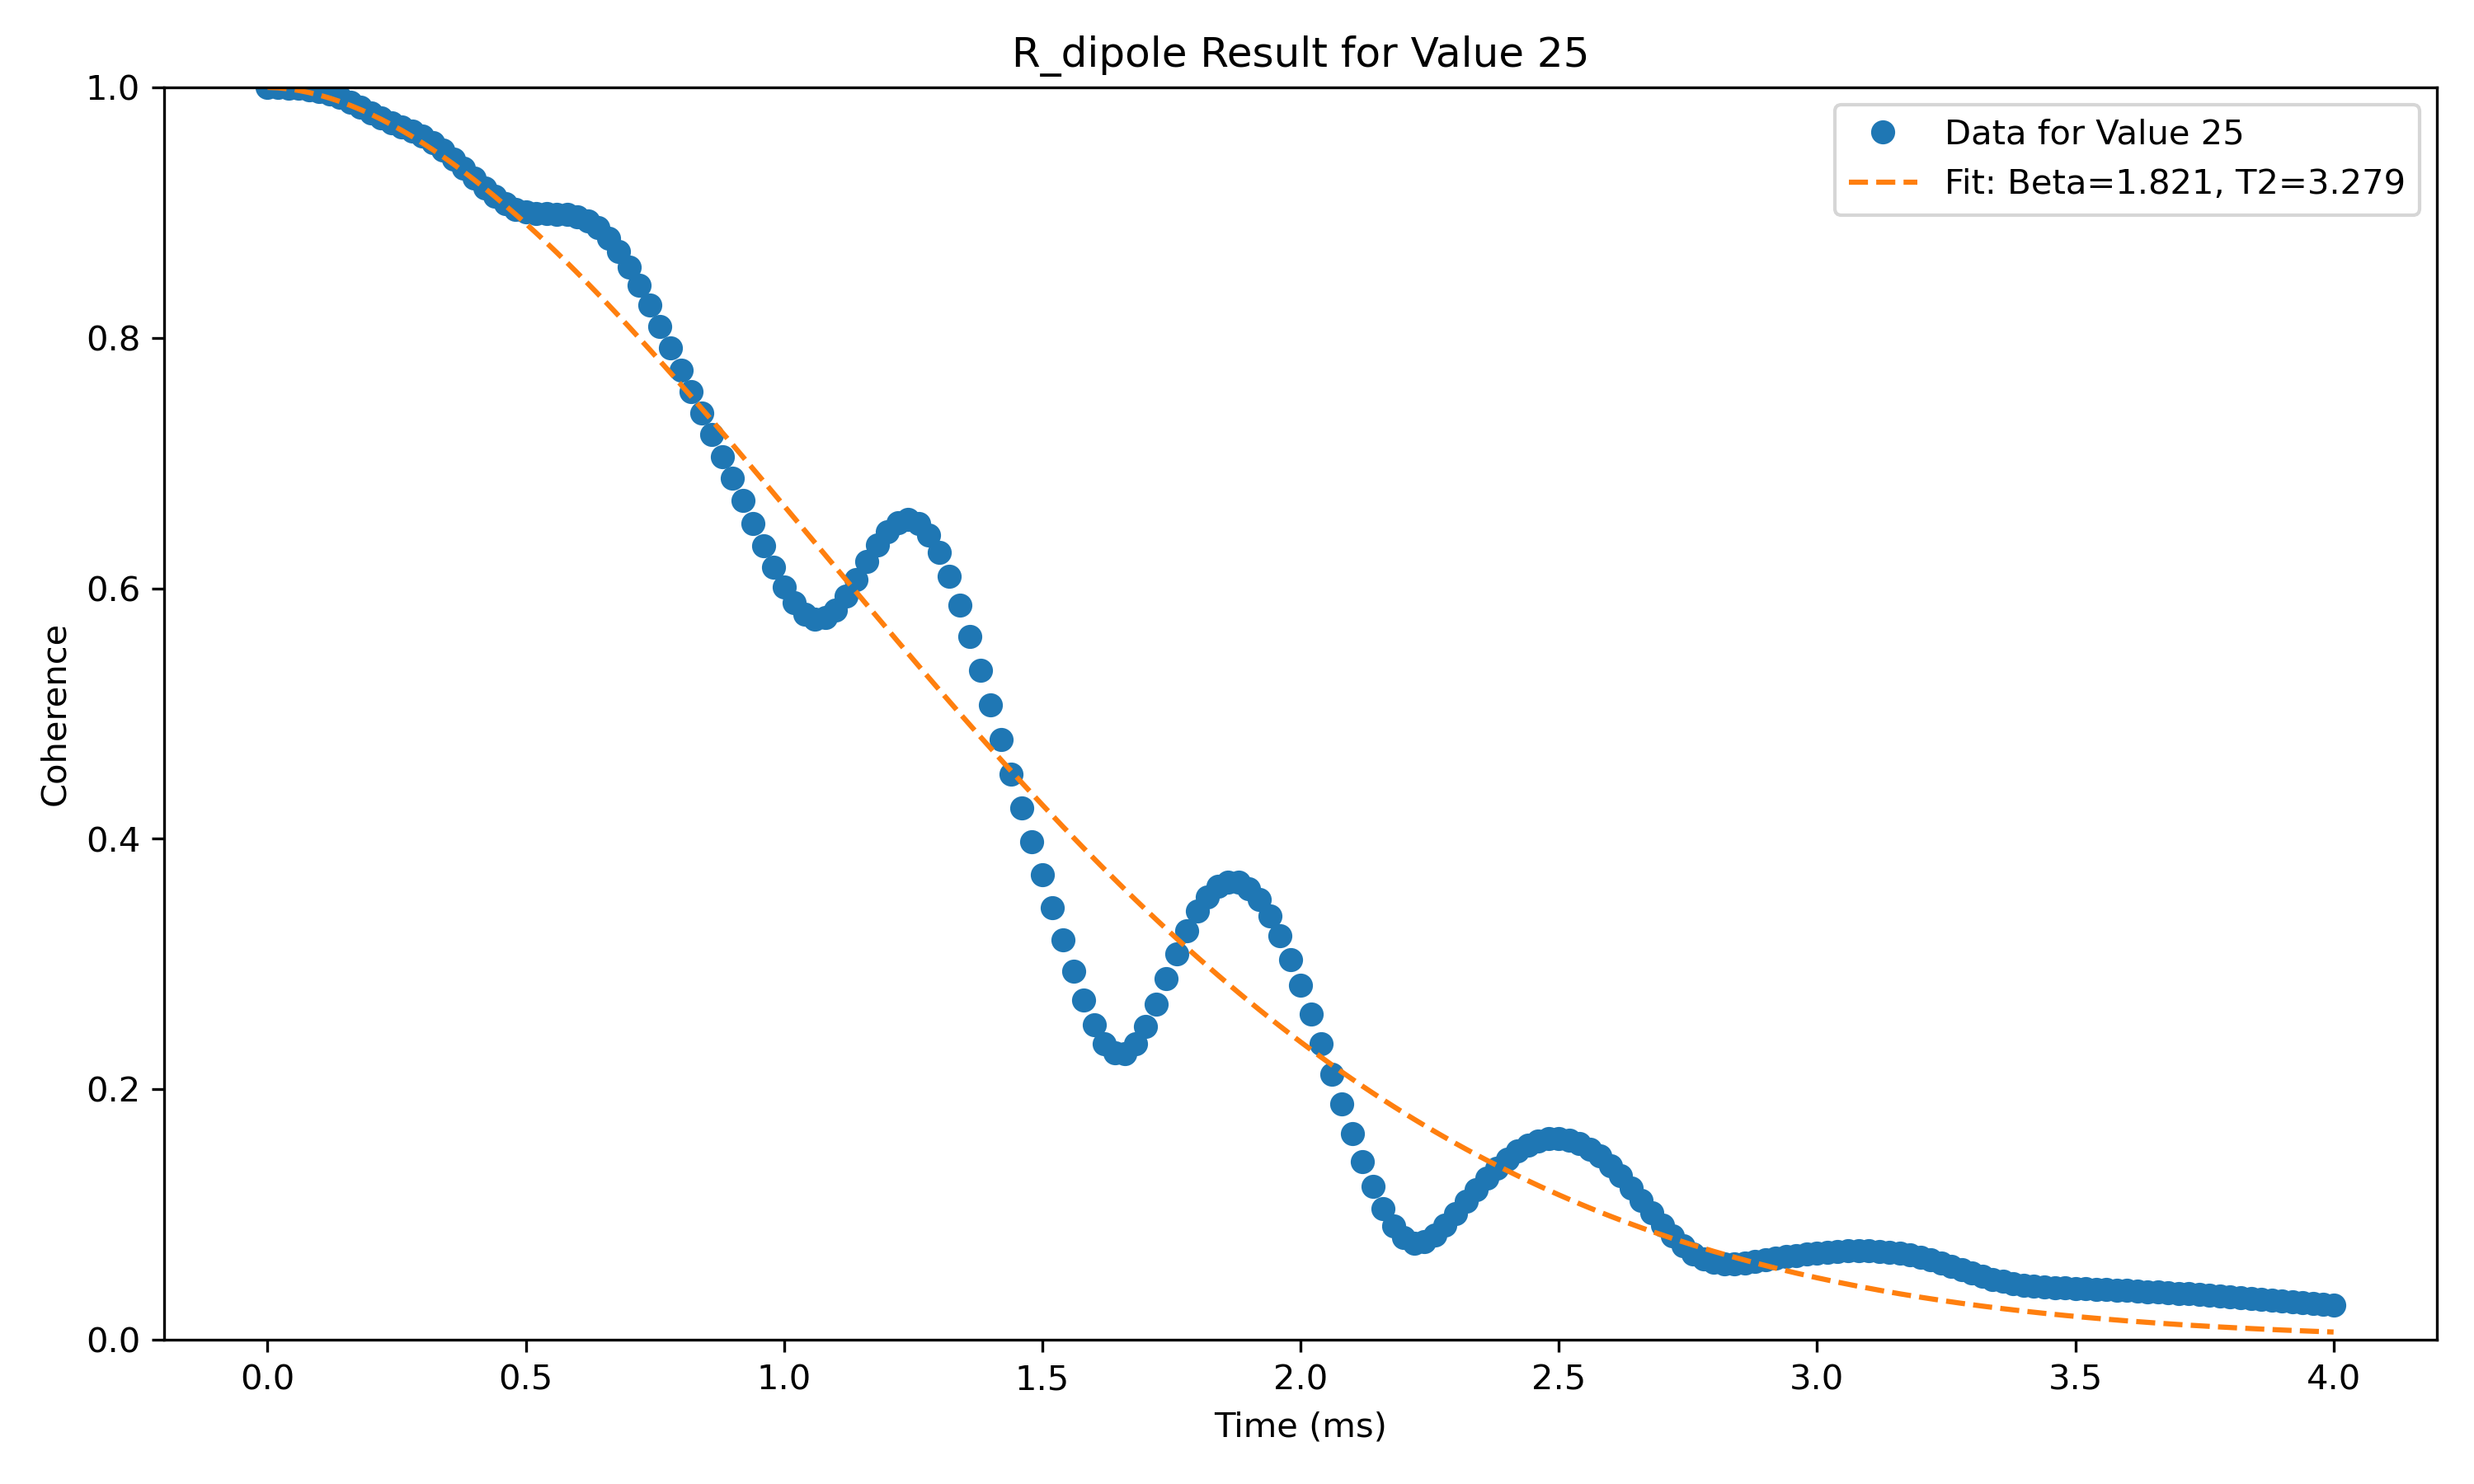 R_dipole Result for Value 25
1.0
0.8
0.6
0.4
0.2
0.0
Coherence
Data for Value 25
Fit: Beta=1.821, T2=3.279
0.0 0.5 1.0 1.5 2.0 2.5 3.0 3.5 4.0
Time (ms)